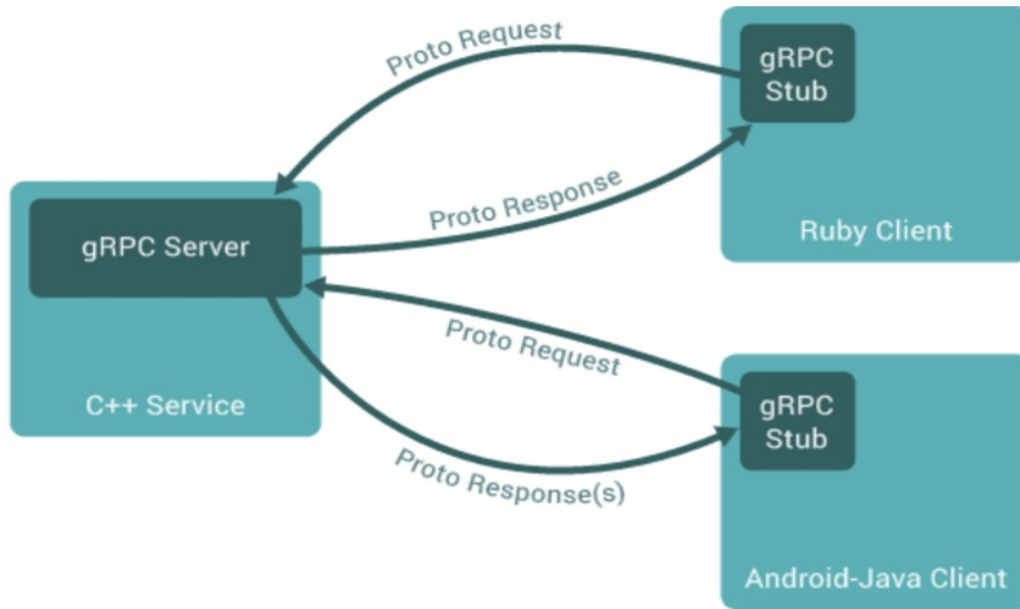 Proto Request
gRPC
Stub
Ruby Client
Proto Response
gRPC Server
C++ Service
Proto Request
gRPC
Stub
Proto Response(s)
Android-Java Client